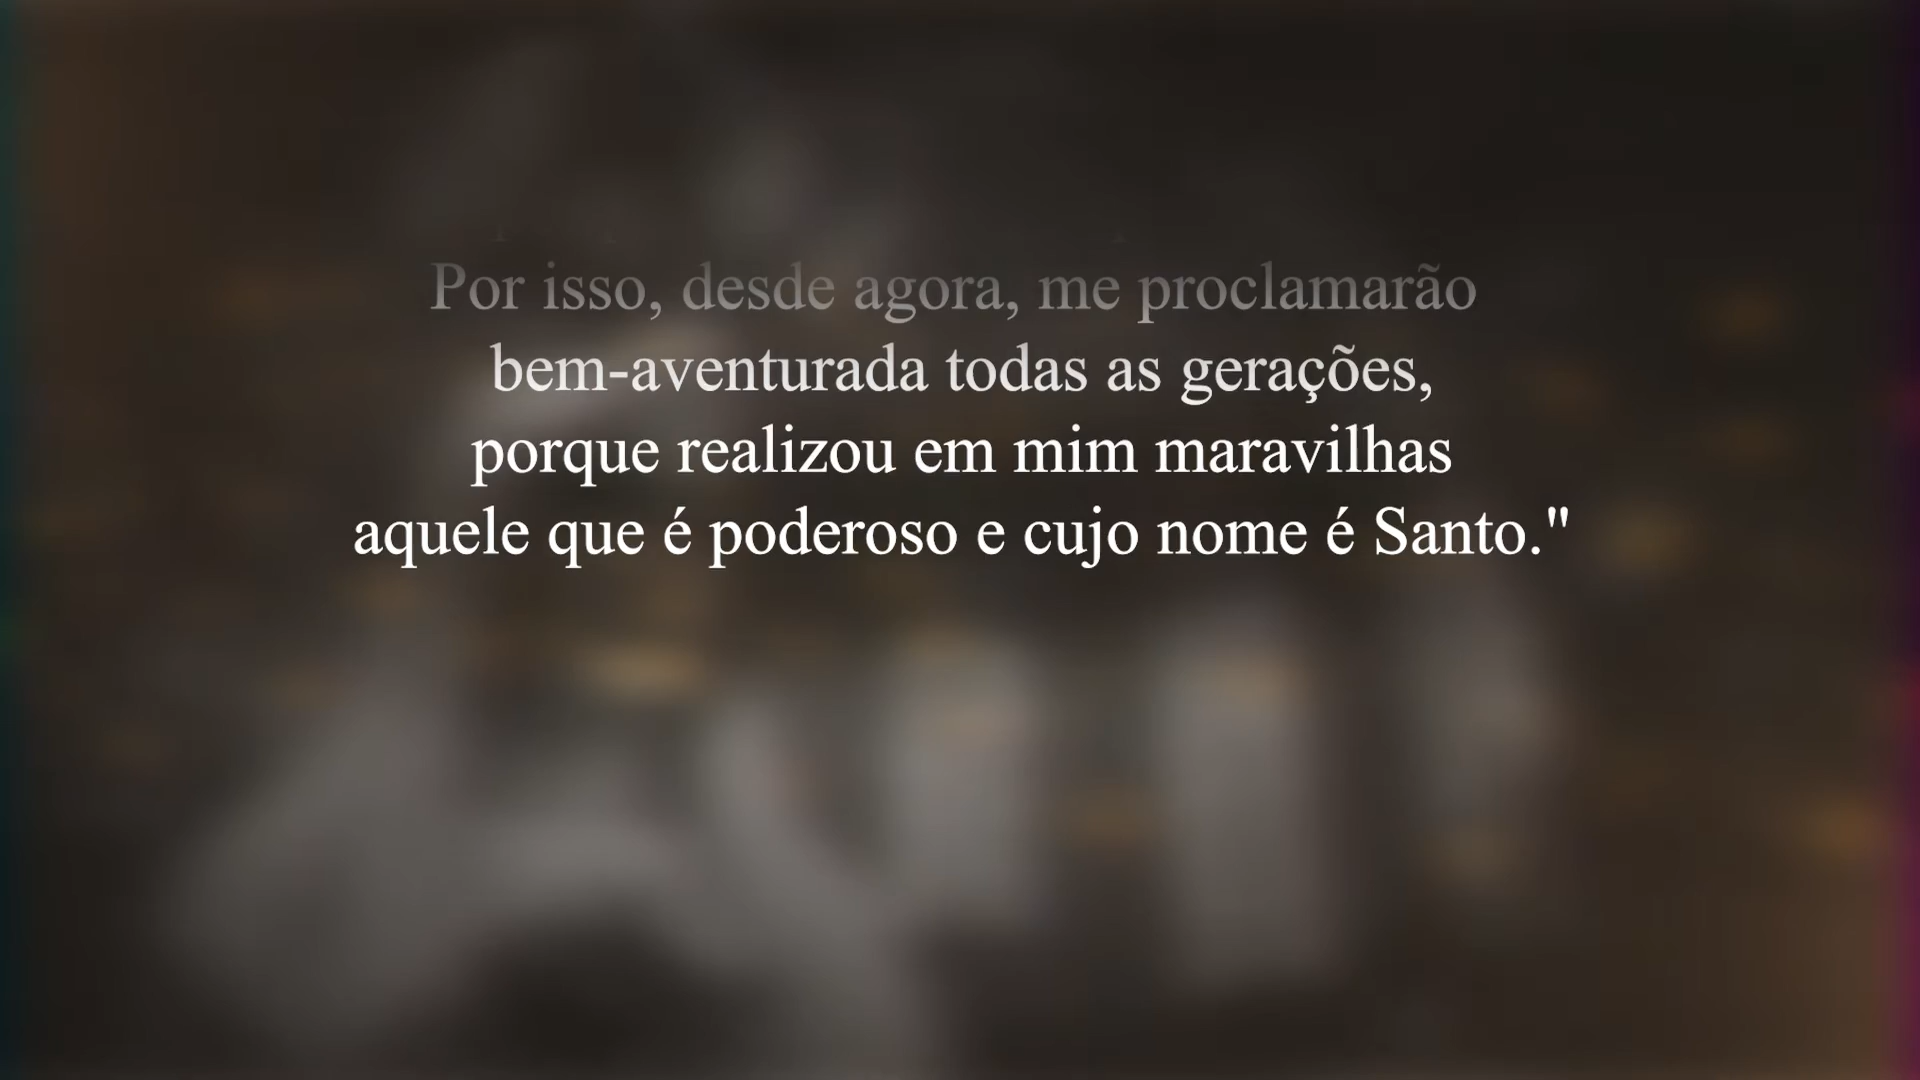 Por isso, desde agora, me proclamarão
bem-aventurada todas as gerações,
porque realizou em mim maravilhas
aquele que é poderoso e cujo nome é Santo."